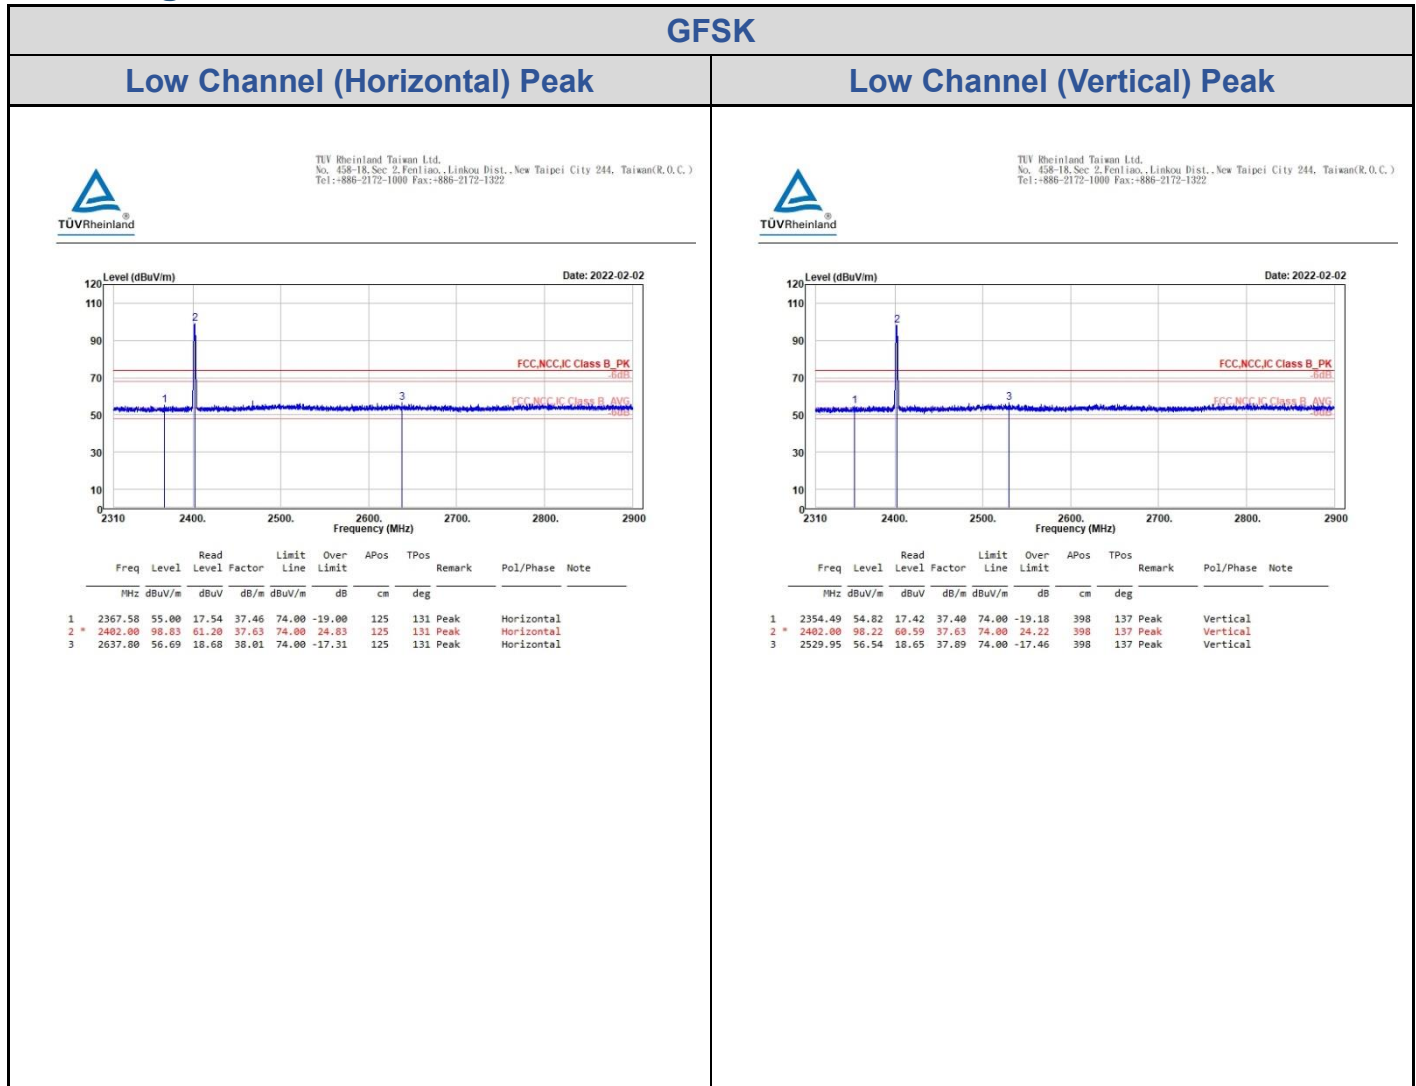 GFSK
Low Channel (Horizontal) Peak
Low Channel (Vertical) Peak
TUV Rheinland Taiwan Ltd.
No. 458-18.Sec 2.Fenliao..Linkou Dist..New Taipei City 244, Taiwan(R.O.C.)
Tel:+886-2172-1000 Fax:+886-2172-1322
TÜVRheinland®
Level (dBuV/m) Date: 2022-02-02
120
110
90
70
50
30
10
0
2
1
3
FCC,NCC,IC Class B_PK
-6dB
FCC,NCC,IC Class B_AVG
-6dB
2310 2400. 2500. 2600. 2700. 2800. 2900
Frequency (MHz)
Read Limit Over APos TPos
Freq Level Level Factor Line Limit Remark Pol/Phase Note
MHz dBuV/m dBuV dB/m dBuV/m dB cm deg
1 2367.58 55.00 17.54 37.46 74.00 -19.00 125 131 Peak Horizontal
2 * 2402.00 98.83 61.20 37.63 74.00 24.83 125 131 Peak Horizontal
3 2637.80 56.69 18.68 38.01 74.00 -17.31 125 131 Peak Horizontal
TUV Rheinland Taiwan Ltd.
No. 458-18.Sec 2.Fenliao..Linkou Dist..New Taipei City 244, Taiwan(R.O.C.)
Tel:+886-2172-1000 Fax:+886-2172-1322
TÜVRheinland®
Level (dBuV/m) Date: 2022-02-02
120
110
90
70
50
30
10
0
2
1
3
FCC,NCC,IC Class B_PK
-6dB
FCC,NCC,IC Class B_AVG
-6dB
2310 2400. 2500. 2600. 2700. 2800. 2900
Frequency (MHz)
Read Limit Over APos TPos
Freq Level Level Factor Line Limit Remark Pol/Phase Note
MHz dBuV/m dBuV dB/m dBuV/m dB cm deg
1 2354.49 54.82 17.42 37.40 74.00 -19.18 398 137 Peak Vertical
2 * 2402.00 98.22 60.59 37.63 74.00 24.22 398 137 Peak Vertical
3 2529.95 56.54 18.65 37.89 74.00 -17.46 398 137 Peak Vertical